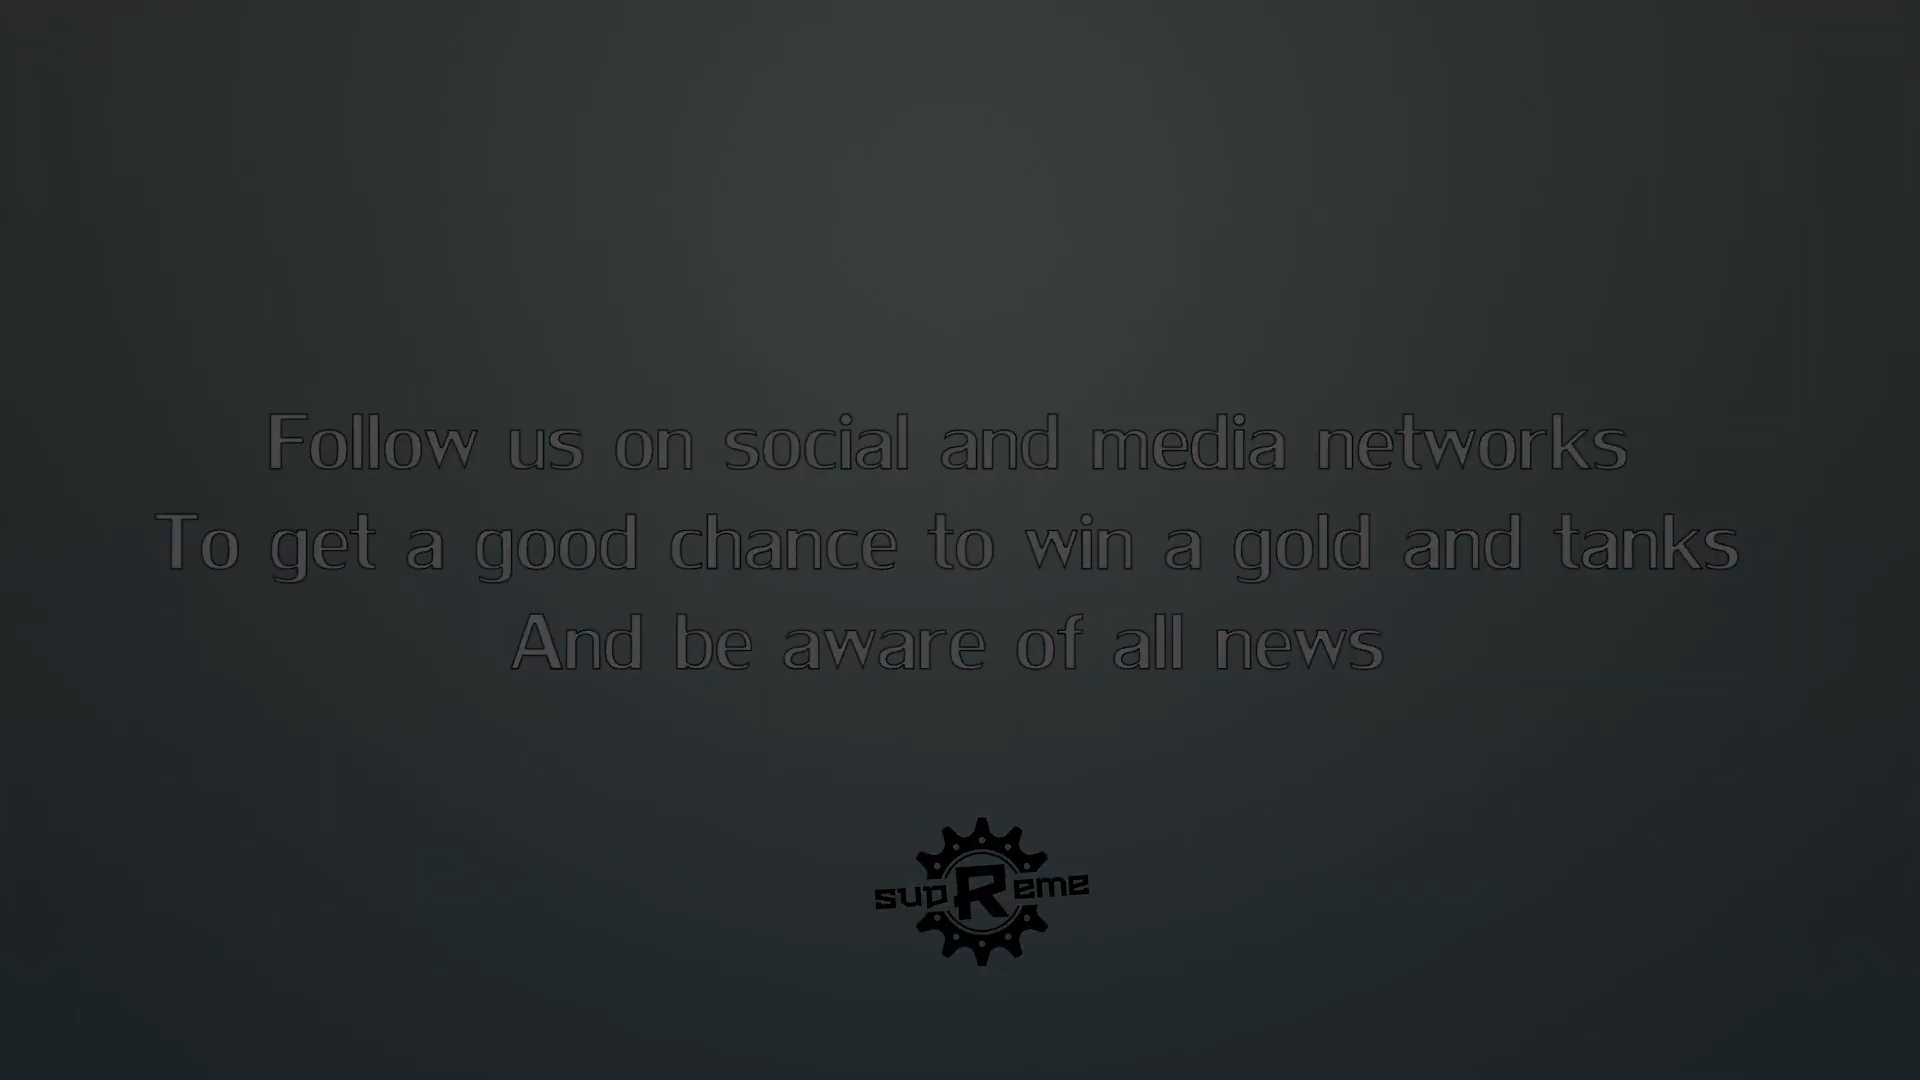 Follow us on social and media networks
To get a good chance to win a gold and tanks
And be aware of all news
supReme